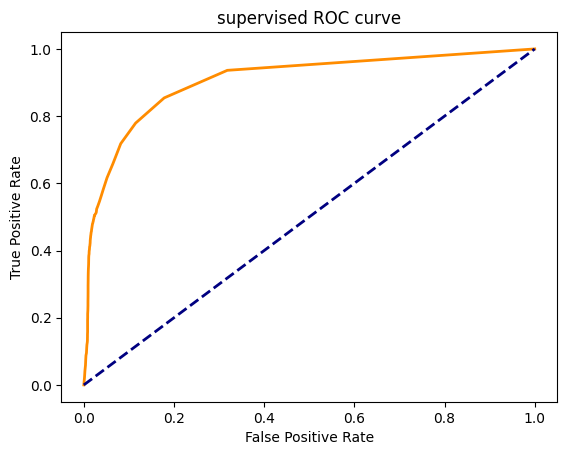 supervised ROC curve
True Positive Rate
1.0
0.8
0.6
0.4
0.2
0.0
0.0 0.2 0.4 0.6 0.8 1.0
False Positive Rate